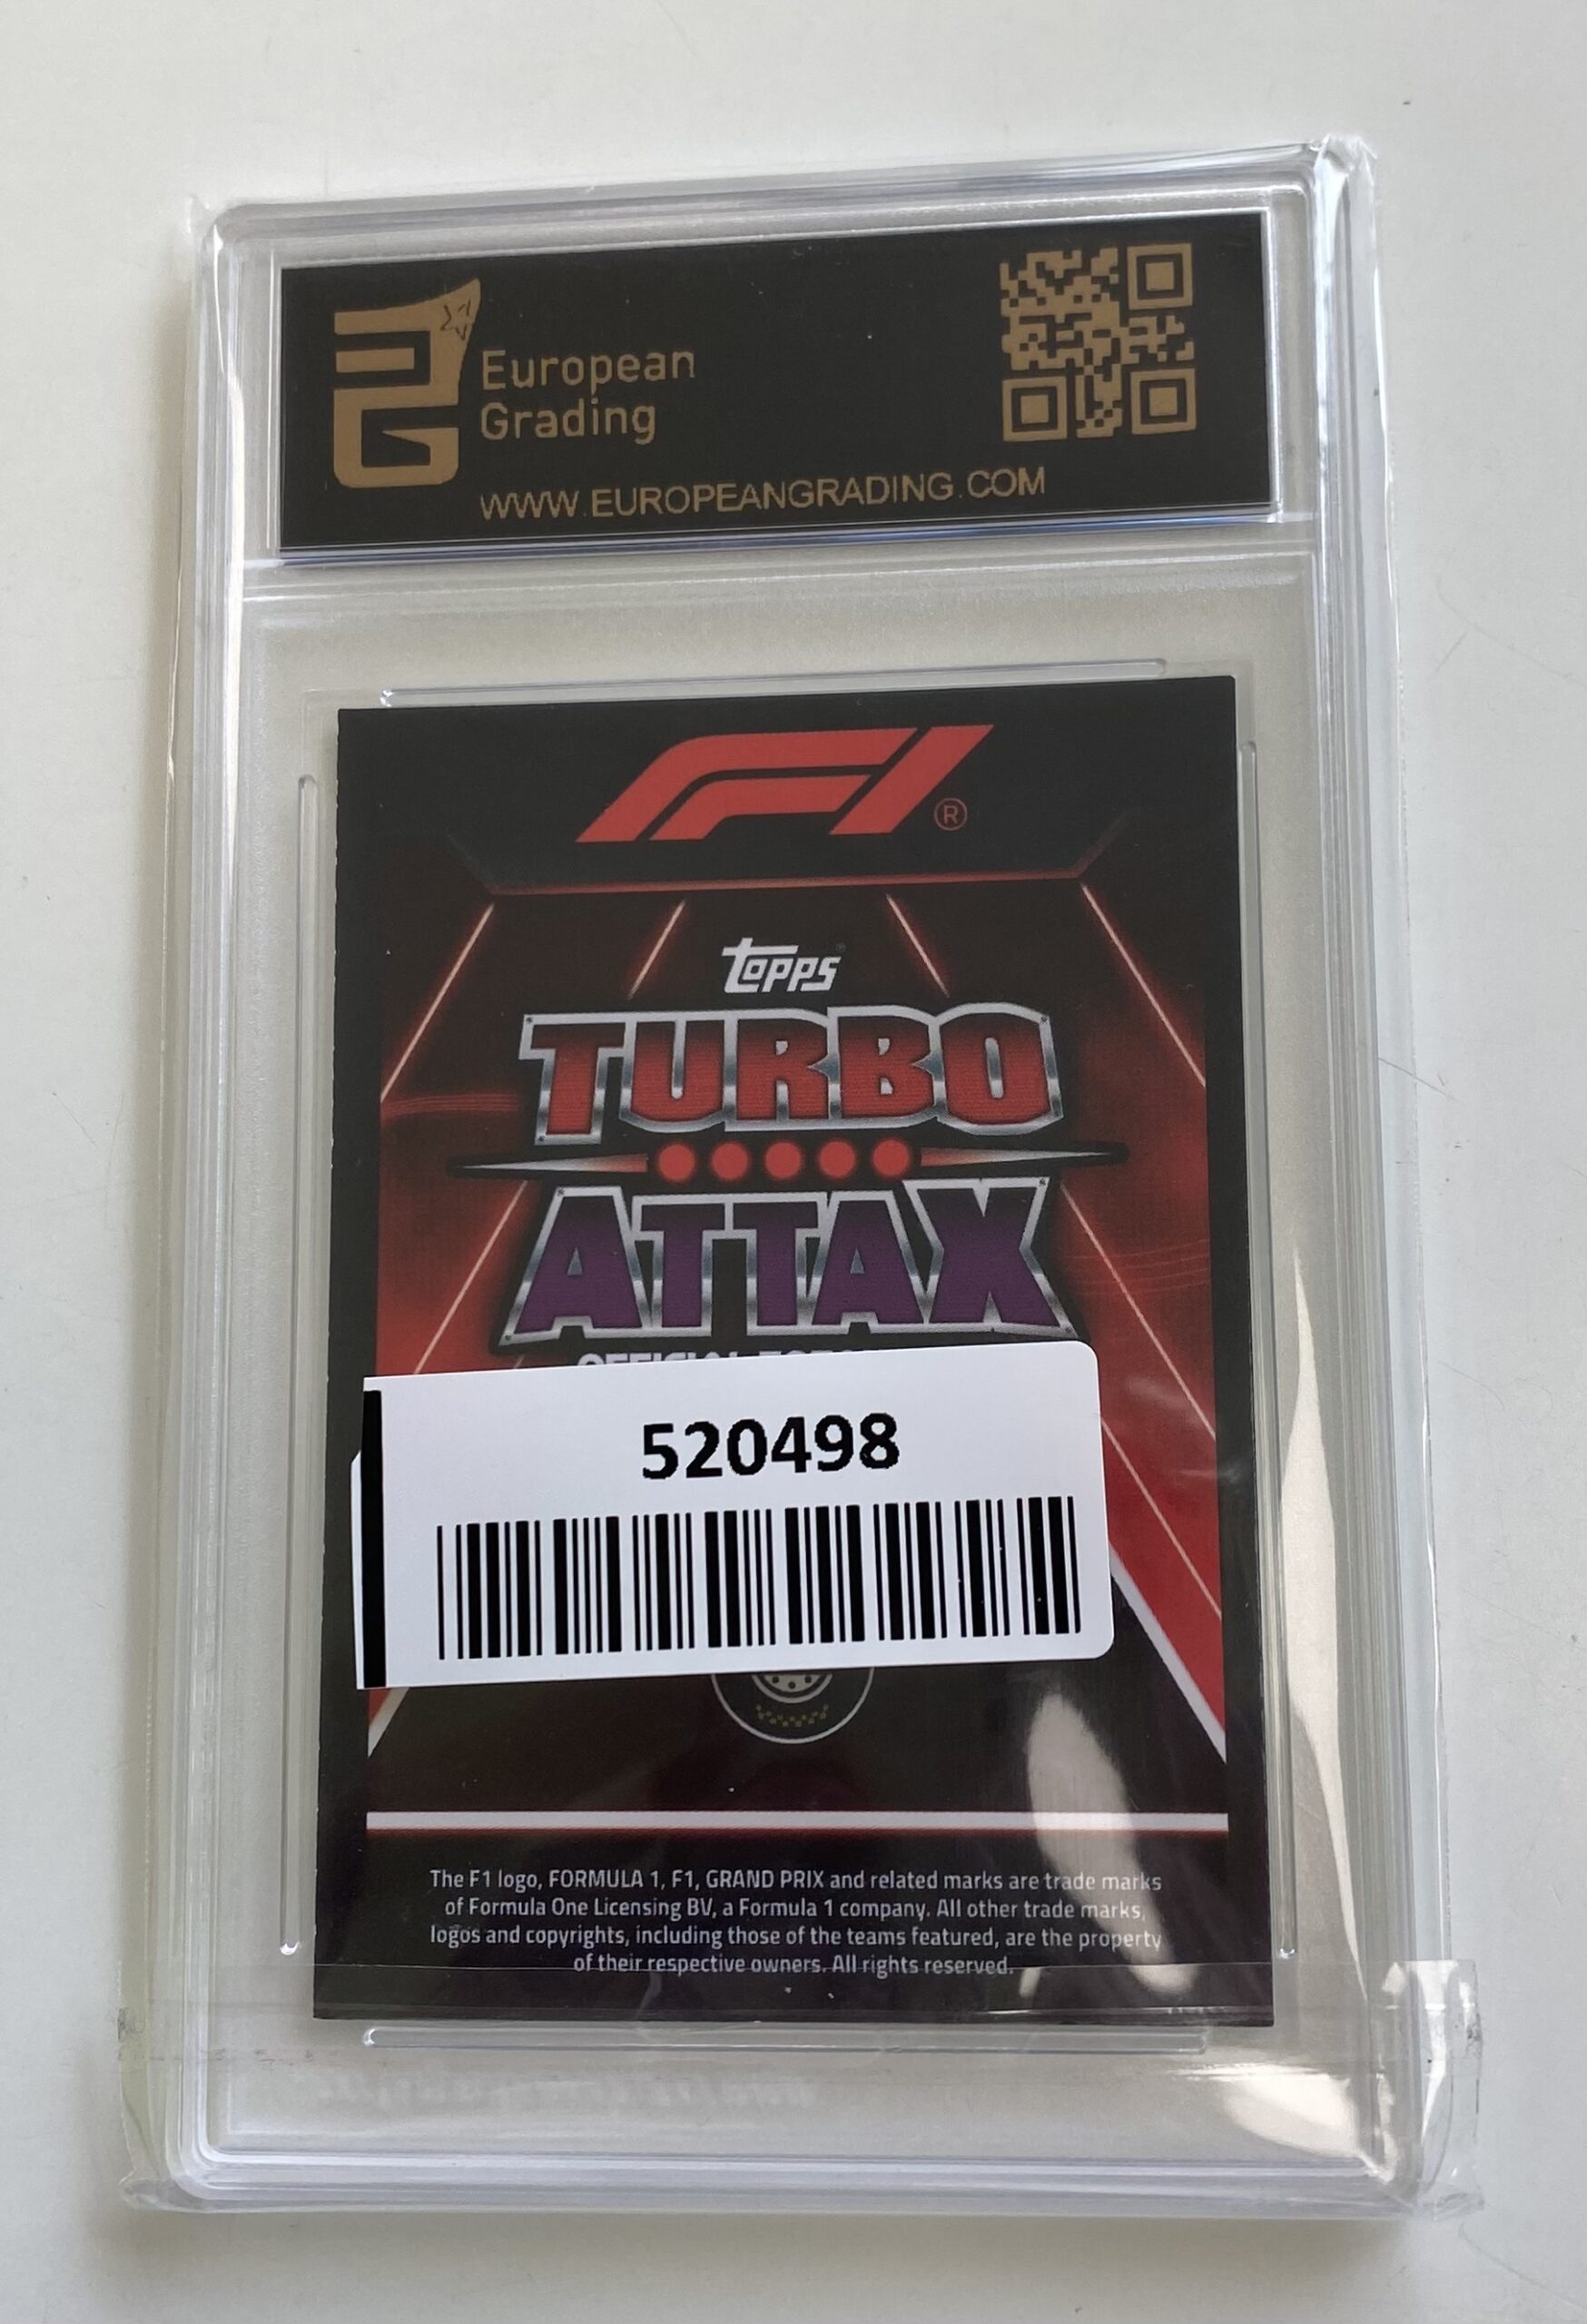 European
Grading
WWW.EUROPEANGRADING.COM
F1®
topps
TURBO
ATTAX
OFFICIAL
520498
The F1 logo, FORMULA 1, F1, GRAND PRIX and related marks are trade marks
of Formula One Licensing BV, a Formula 1 company. All other trade marks,
logos and copyrights, including those of the teams featured, are the property
of their respective owners. All rights reserved.